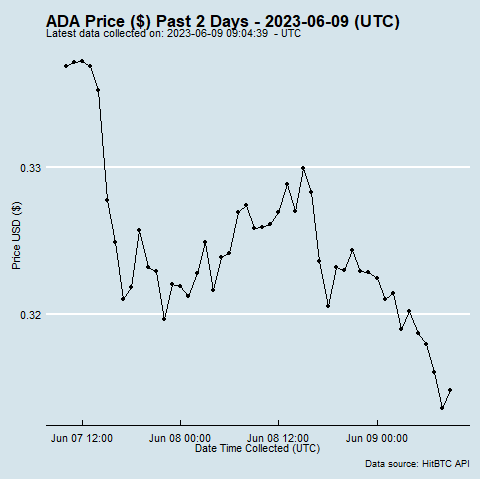 ADA Price ($) Past 2 Days - 2023-06-09 (UTC)
Latest data collected on: 2023-06-09 09:04:39 - UTC
0.33
Price USD ($)
0.32
Jun 07 12:00 Jun 08 00:00 Jun 08 12:00 Jun 09 00:00
Date Time Collected (UTC)
Data source: HitBTC API